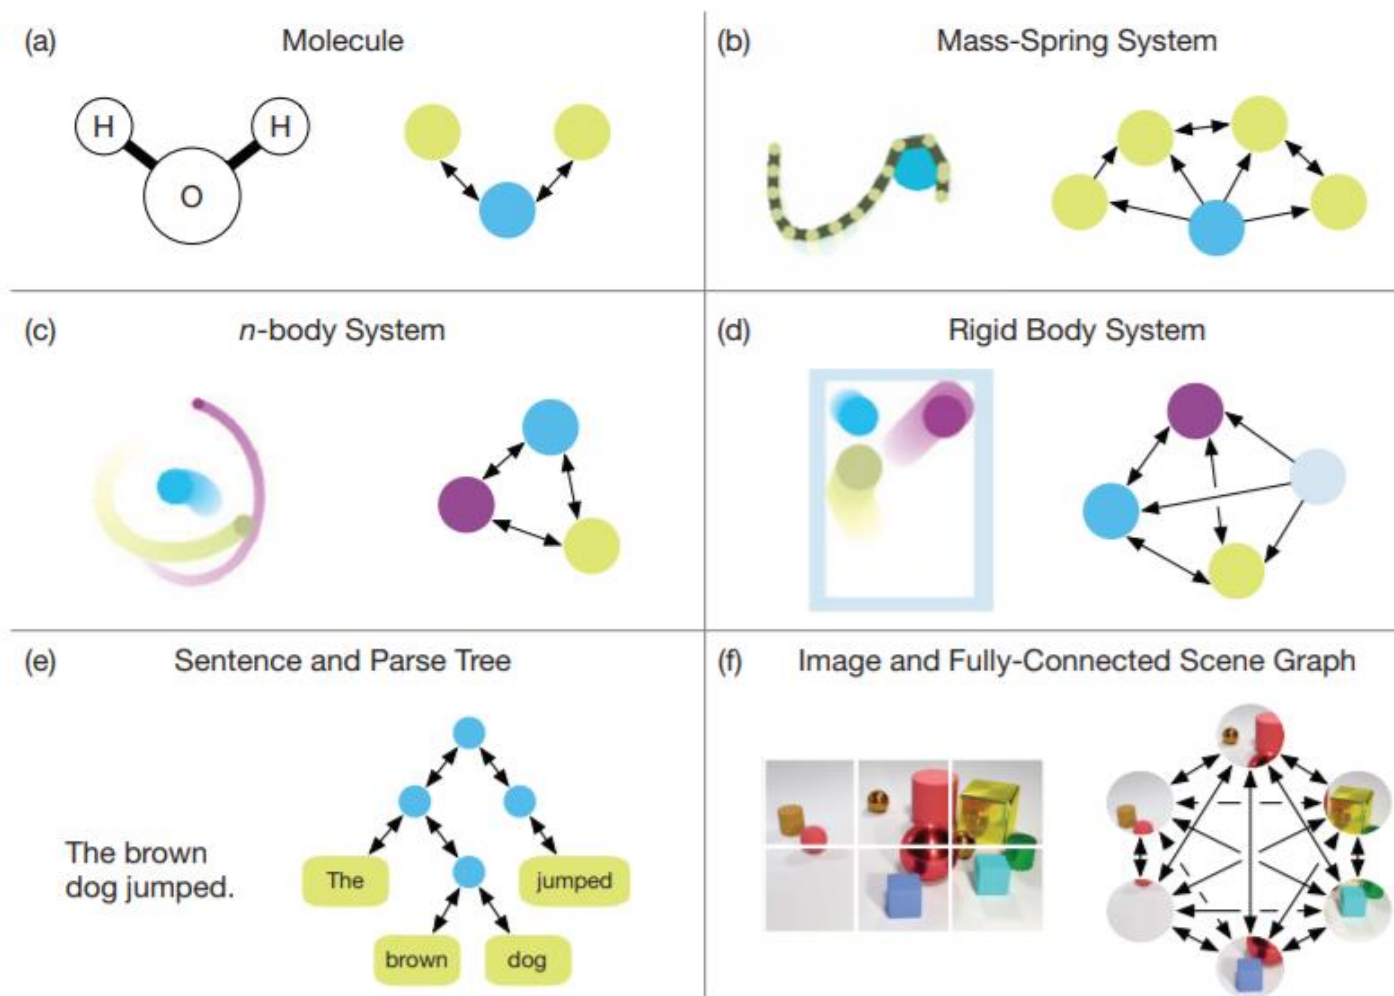 (a) Molecule
H H
O
(b) Mass-Spring System
(c) n-body System
(d) Rigid Body System
(e) Sentence and Parse Tree
The brown
dog jumped.
The jumped
brown dog
(f) Image and Fully-Connected Scene Graph